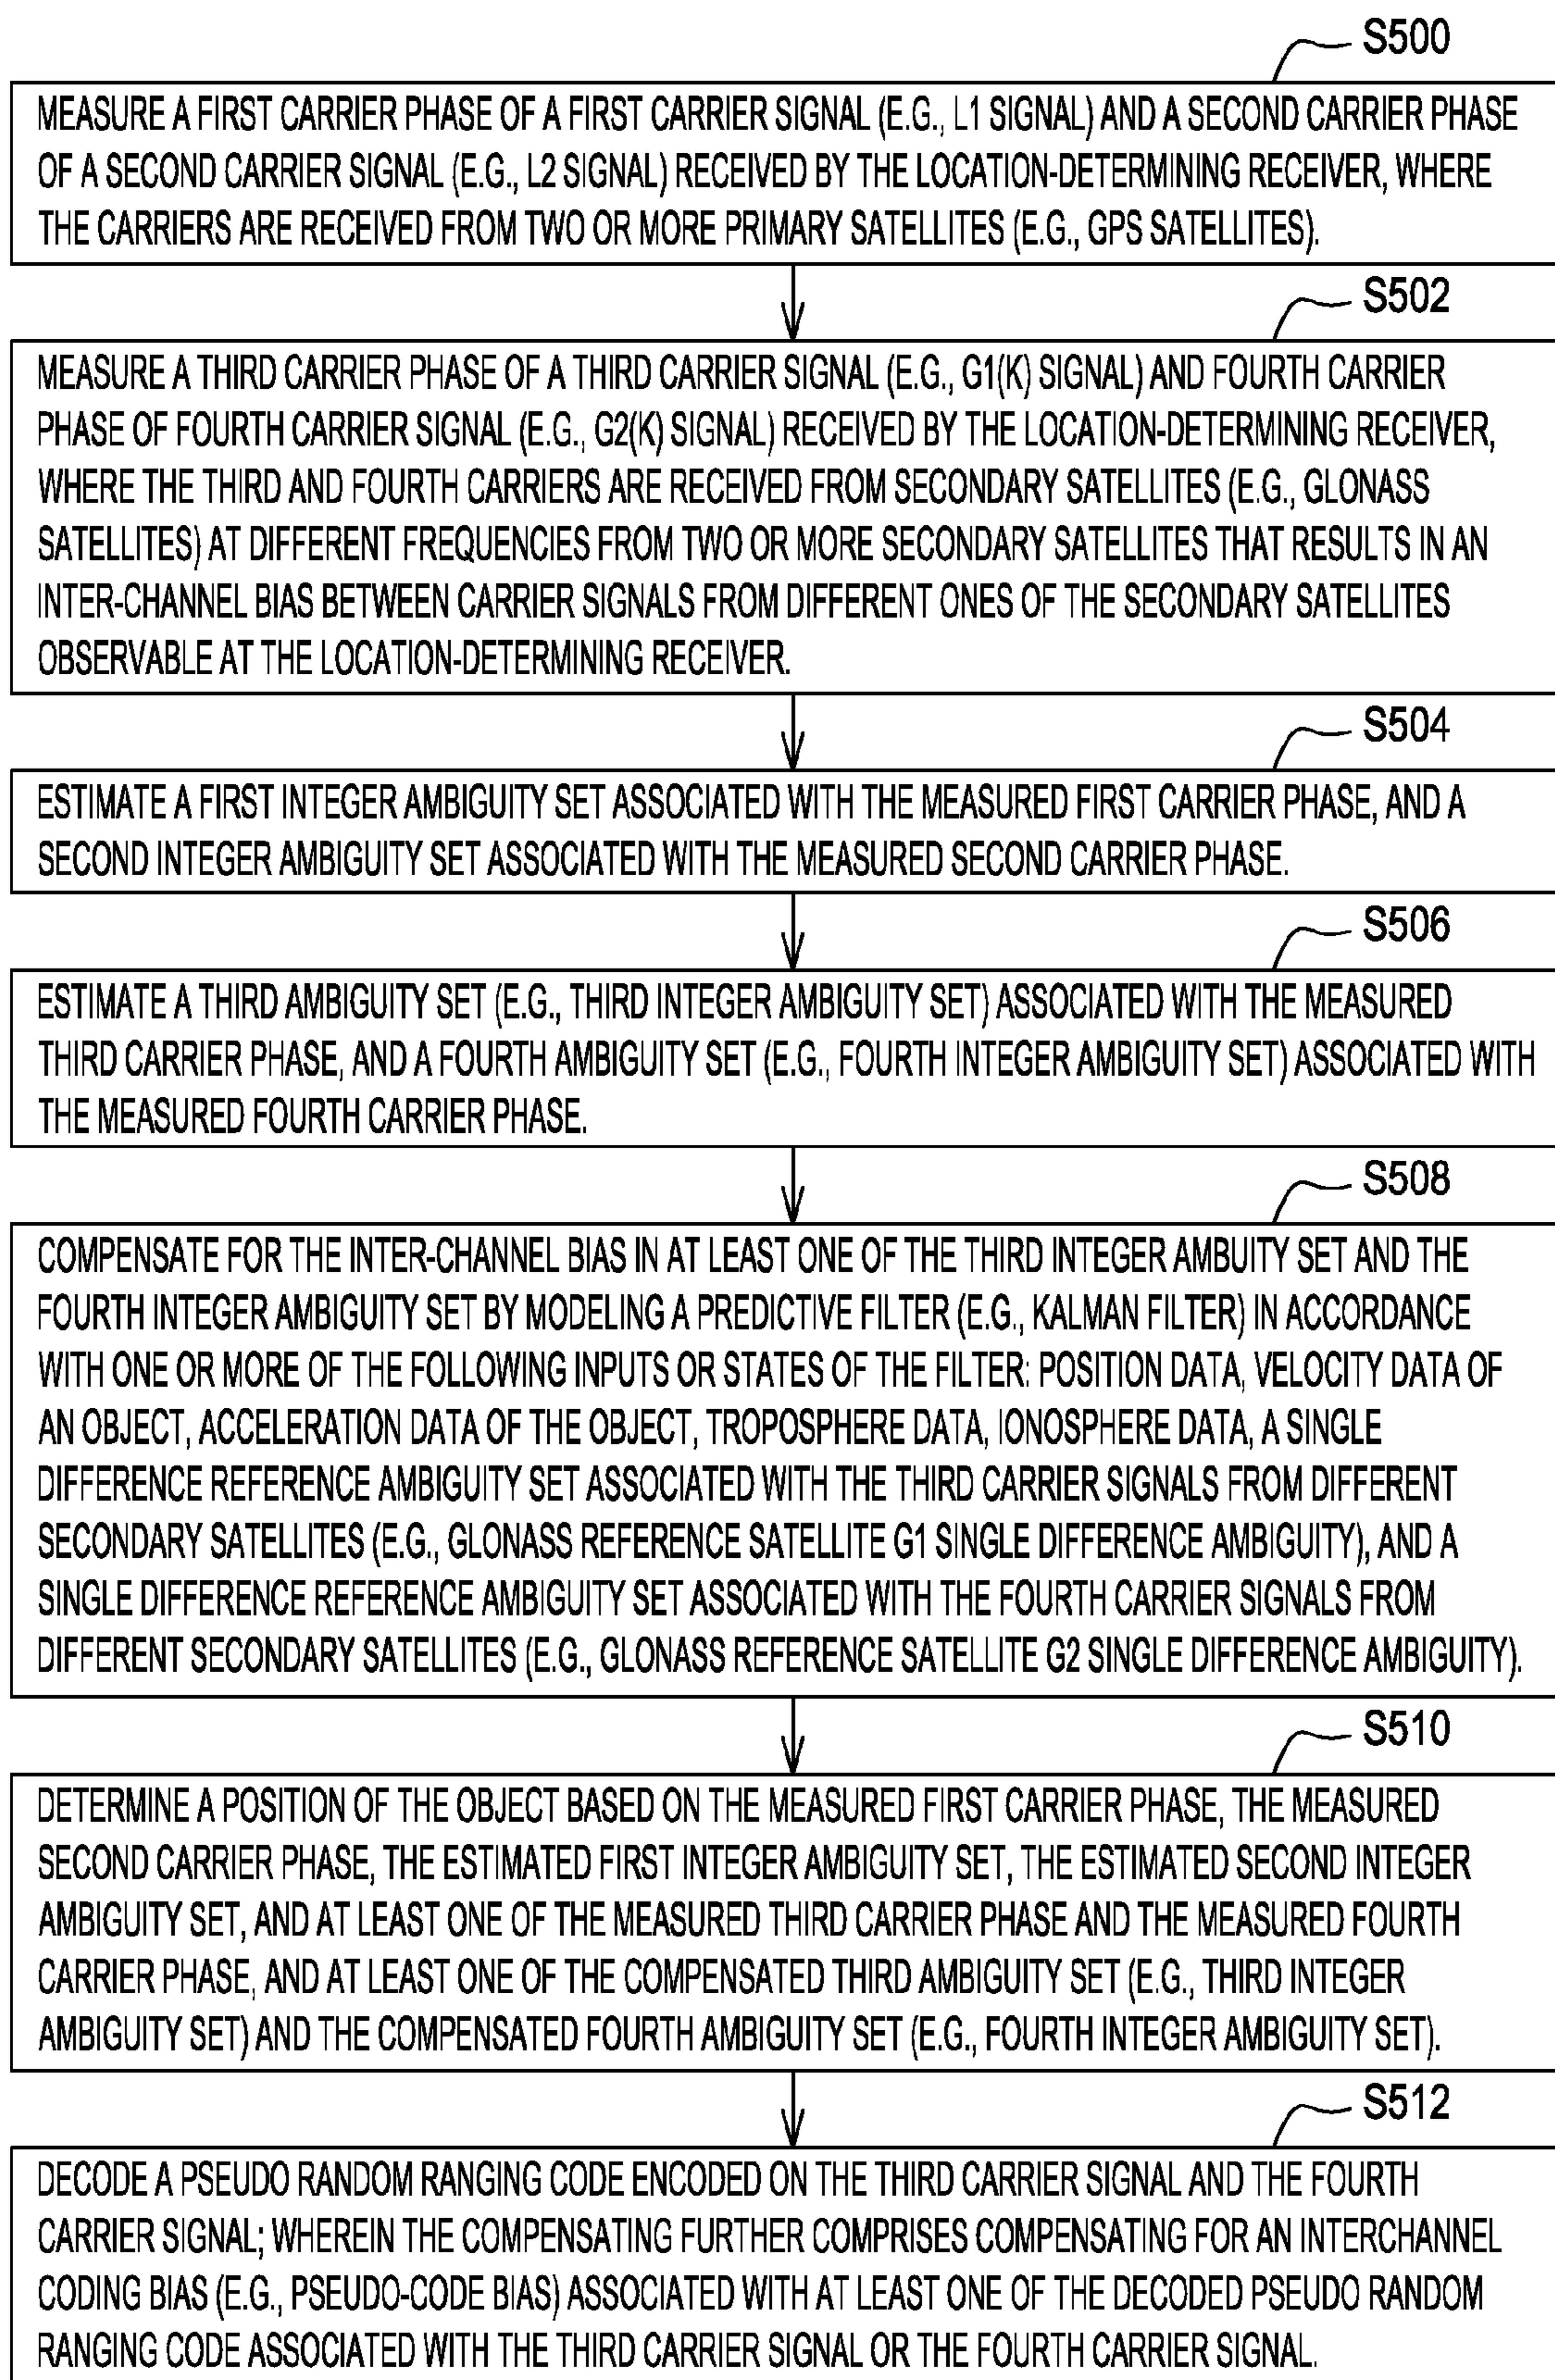 S500
MEASURE A FIRST CARRIER PHASE OF A FIRST CARRIER SIGNAL (E.G., L1 SIGNAL) AND A SECOND CARRIER PHASE
OF A SECOND CARRIER SIGNAL (E.G., L2 SIGNAL) RECEIVED BY THE LOCATION-DETERMINING RECEIVER, WHERE
THE CARRIERS ARE RECEIVED FROM TWO OR MORE PRIMARY SATELLITES (E.G., GPS SATELLITES).
S502
MEASURE A THIRD CARRIER PHASE OF A THIRD CARRIER SIGNAL (E.G., G1(K) SIGNAL) AND FOURTH CARRIER
PHASE OF FOURTH CARRIER SIGNAL (E.G., G2(K) SIGNAL) RECEIVED BY THE LOCATION-DETERMINING RECEIVER,
WHERE THE THIRD AND FOURTH CARRIERS ARE RECEIVED FROM SECONDARY SATELLITES (E.G., GLONASS
SATELLITES) AT DIFFERENT FREQUENCIES FROM TWO OR MORE SECONDARY SATELLITES THAT RESULTS IN AN
INTER-CHANNEL BIAS BETWEEN CARRIER SIGNALS FROM DIFFERENT ONES OF THE SECONDARY SATELLITES
OBSERVABLE AT THE LOCATION-DETERMINING RECEIVER.
S504
ESTIMATE A FIRST INTEGER AMBIGUITY SET ASSOCIATED WITH THE MEASURED FIRST CARRIER PHASE, AND A
SECOND INTEGER AMBIGUITY SET ASSOCIATED WITH THE MEASURED SECOND CARRIER PHASE.
S506
ESTIMATE A THIRD AMBIGUITY SET (E.G., THIRD INTEGER AMBIGUITY SET) ASSOCIATED WITH THE MEASURED
THIRD CARRIER PHASE, AND A FOURTH AMBIGUITY SET (E.G., FOURTH INTEGER AMBIGUITY SET) ASSOCIATED WITH
THE MEASURED FOURTH CARRIER PHASE.
S508
COMPENSATE FOR THE INTER-CHANNEL BIAS IN AT LEAST ONE OF THE THIRD INTEGER AMBUITY SET AND THE
FOURTH INTEGER AMBIGUITY SET BY MODELING A PREDICTIVE FILTER (E.G., KALMAN FILTER) IN ACCORDANCE
WITH ONE OR MORE OF THE FOLLOWING INPUTS OR STATES OF THE FILTER: POSITION DATA, VELOCITY DATA OF
AN OBJECT, ACCELERATION DATA OF THE OBJECT, TROPOSPHERE DATA, IONOSPHERE DATA, A SINGLE
DIFFERENCE REFERENCE AMBIGUITY SET ASSOCIATED WITH THE THIRD CARRIER SIGNALS FROM DIFFERENT
SECONDARY SATELLITES (E.G., GLONASS REFERENCE SATELLITE G1 SINGLE DIFFERENCE AMBIGUITY), AND A
SINGLE DIFFERENCE REFERENCE AMBIGUITY SET ASSOCIATED WITH THE FOURTH CARRIER SIGNALS FROM
DIFFERENT SECONDARY SATELLITES (E.G., GLONASS REFERENCE SATELLITE G2 SINGLE DIFFERENCE AMBIGUITY).
S510
DETERMINE A POSITION OF THE OBJECT BASED ON THE MEASURED FIRST CARRIER PHASE, THE MEASURED
SECOND CARRIER PHASE, THE ESTIMATED FIRST INTEGER AMBIGUITY SET, THE ESTIMATED SECOND INTEGER
AMBIGUITY SET, AND AT LEAST ONE OF THE MEASURED THIRD CARRIER PHASE AND THE MEASURED FOURTH
CARRIER PHASE, AND AT LEAST ONE OF THE COMPENSATED THIRD AMBIGUITY SET (E.G., THIRD INTEGER
AMBIGUITY SET) AND THE COMPENSATED FOURTH AMBIGUITY SET (E.G., FOURTH INTEGER AMBIGUITY SET).
S512
DECODE A PSEUDO RANDOM RANGING CODE ENCODED ON THE THIRD CARRIER SIGNAL AND THE FOURTH
CARRIER SIGNAL; WHEREIN THE COMPENSATING FURTHER COMPRISES COMPENSATING FOR AN INTERCHANNEL
CODING BIAS (E.G., PSEUDO-CODE BIAS) ASSOCIATED WITH AT LEAST ONE OF THE DECODED PSEUDO RANDOM
RANGING CODE ASSOCIATED WITH THE THIRD CARRIER SIGNAL OR THE FOURTH CARRIER SIGNAL.